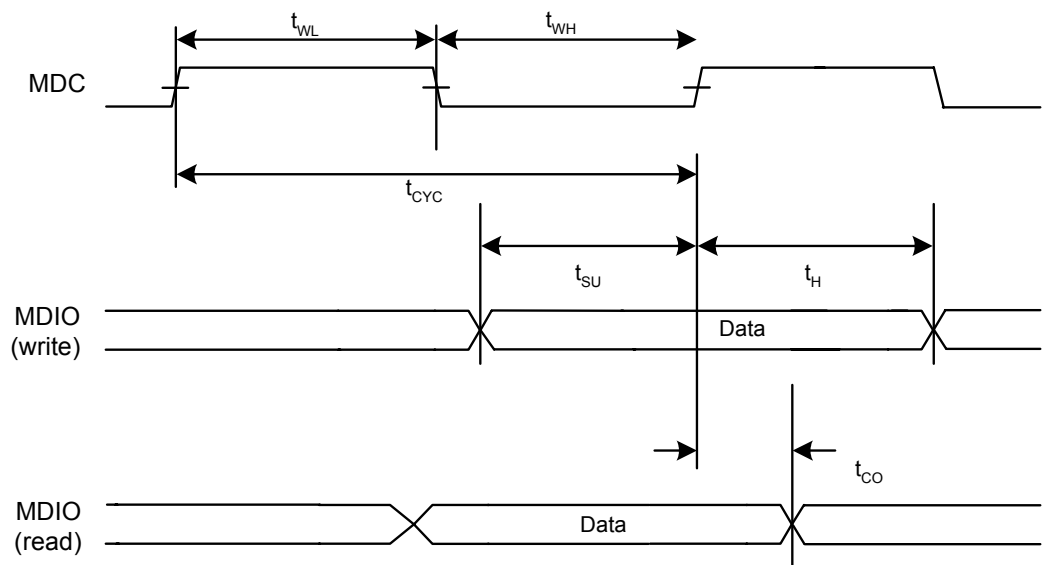 t_WL
t_WH
MDC
t_CYC
t_SU
t_H
MDIO
(write)
Data
t_CO
MDIO
(read)
Data